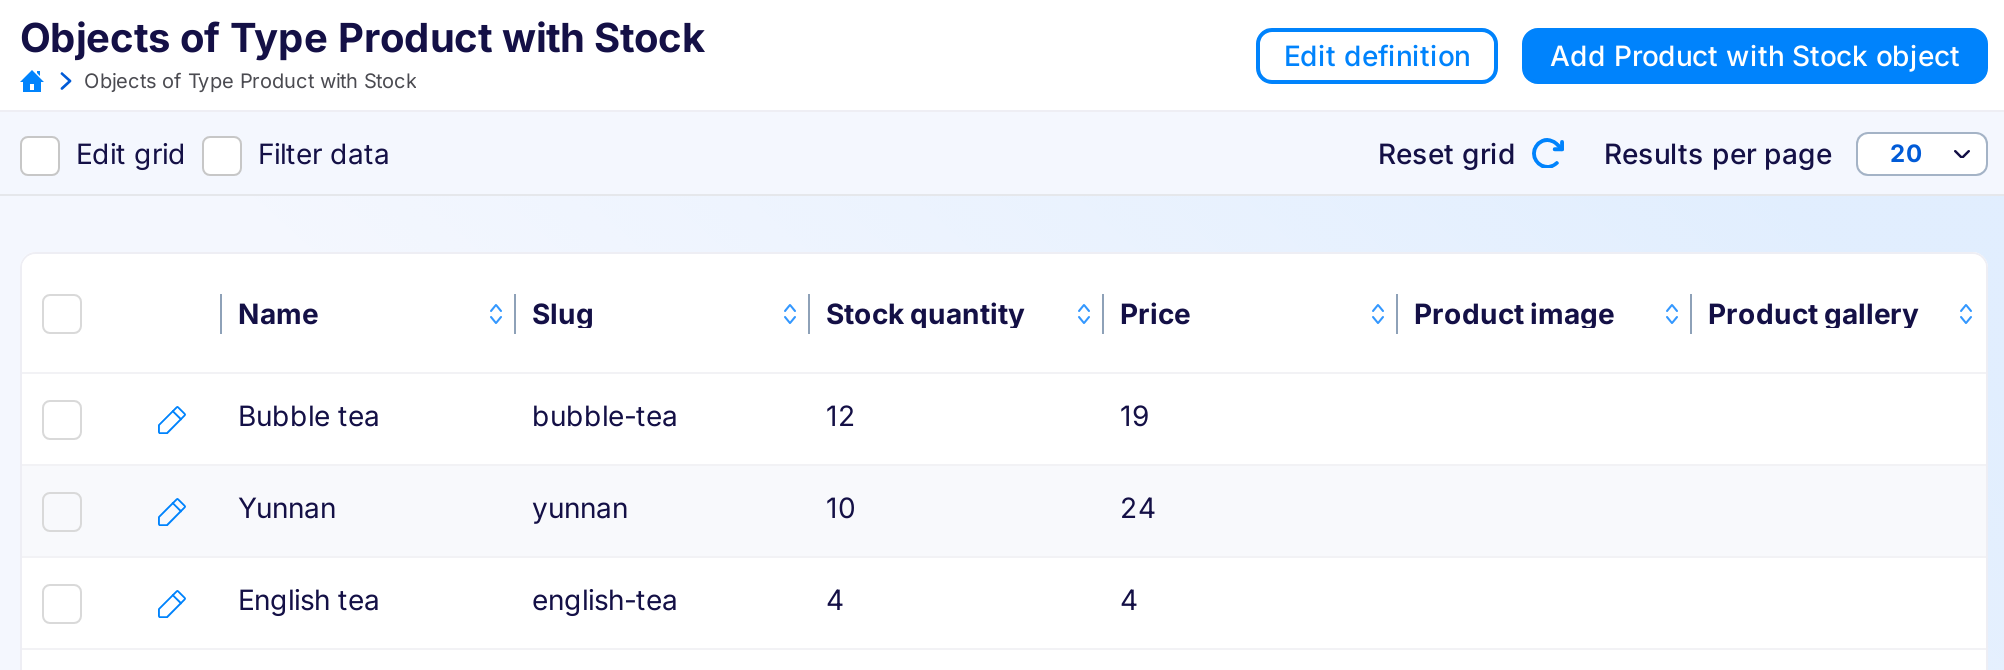 Objects of Type Product with Stock
Objects of Type Product with Stock
Edit definition
Add Product with Stock object
Edit grid
Filter data
Reset grid
Results per page
20
Name Slug Stock quantity Price Product image Product gallery
Bubble tea bubble-tea 12 19
Yunnan yunnan 10 24
English tea english-tea 4 4